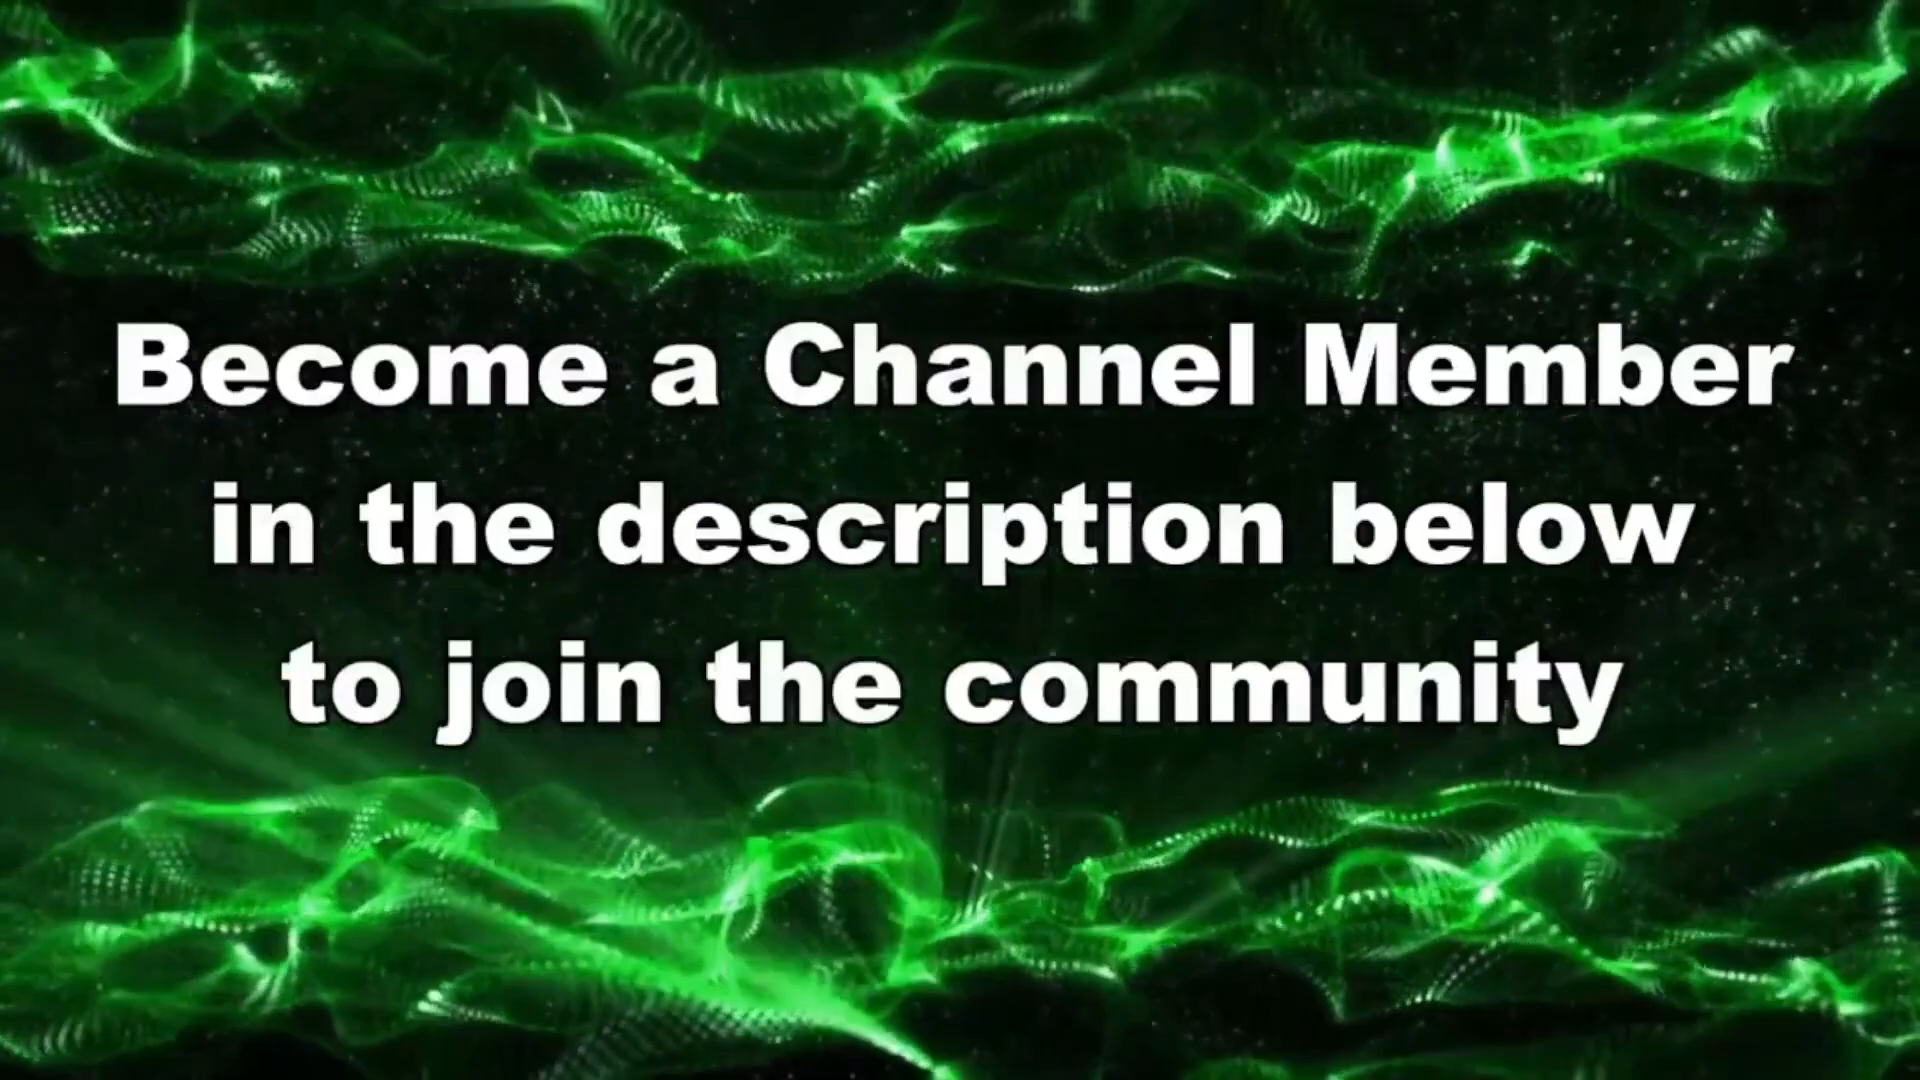 Become a Channel Member
in the description below
to join the community